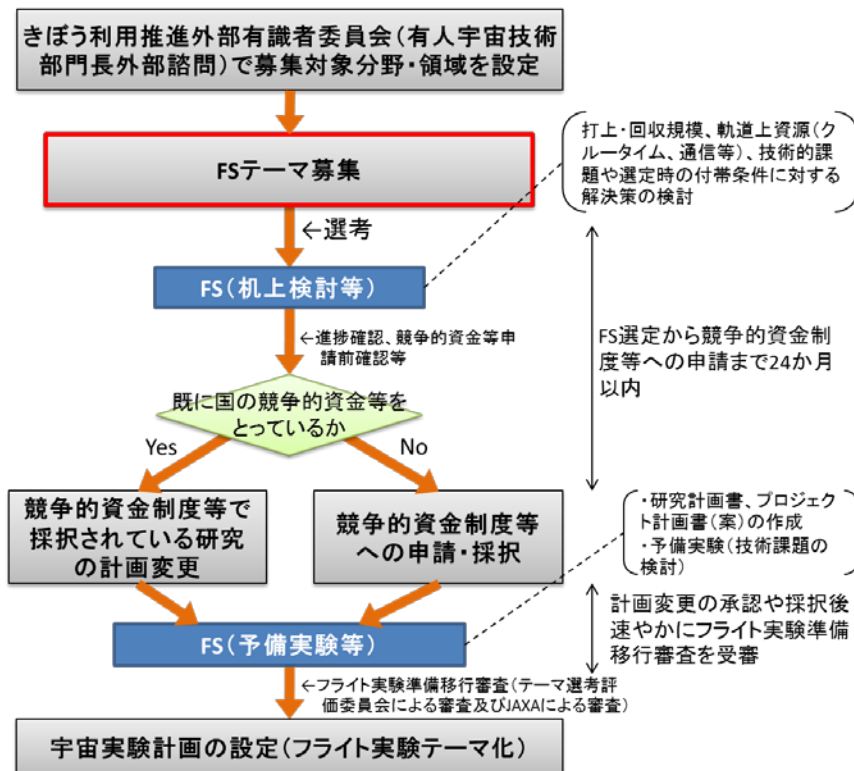 きぼう利用推進外部有識者委員会(有人宇宙技術
部門長外部諮問)で募集対象分野・領域を設定
打上・回収規模、軌道上資源(ク
ルータイム、通信等)、技術的課
題や選定時の付帯条件に対する
解決策の検討
FSテーマ募集
←選考
FS(机上検討等)
←進捗確認、競争的資金等申
請前確認等
FS選定から競争的資金制
度等への申請まで24か月
以内
既に国の競争的資金等を
とっているか
Yes
No
競争的資金制度等で
採択されている研究
の計画変更
競争的資金制度等
への申請・採択
・研究計画書、プロジェク
ト計画書(案)の作成
・予備実験(技術課題の
検討)
計画変更の承認や採択後
速やかにフライト実験準備
移行審査を受審
FS(予備実験等)
←フライト実験準備移行審査(テーマ選考評
価委員会による審査及びJAXAによる審査)
宇宙実験計画の設定(フライト実験テーマ化)